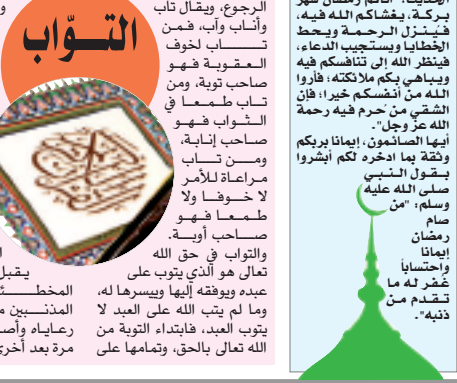 الحديث: "أتاكم رمضان شهر
بركة، يغشاكم الله فيه،
فينزل الرحمة ويحط
الخطايا ويستجيب الدعاء،
فينظر الله إلى تنافسكم فيه
ويباهي بكم ملائكته؛ فأروا
الله من أنفسكم خيرا؛ فإن
الشقي من حُرم فيه رحمة
الله عز وجل".
أيها الصائمون، إيمانا بربكم
وثقة بما ادخره لكم أبشروا
بقول النبي
صلى الله عليه
وسلم: "من
صام
رمضان
إيمانا
واحتساباً
غفر له ما
تقدم من
ذنبه".
التوّاب
الرجوع، ويقال تاب
وأناب وآب، فمن
تاب لخوف
العقوبة فهو
صاحب توبة، ومن
تاب طمعا في
الثواب فهو
صاحب إنابة،
ومن تاب
مراعاة للأمر
لا خوفا ولا
طمعا فهو
صاحب أوبة.
والتواب في حق الله
تعالى هو الذي يتوب على
عبده ويوفقه إليها وييسرها له،
وما لم يتب الله على العبد لا
يتوب العبد، فابتداء التوبة من
الله تعالى بالحق، وتمامها على
يقبل
المذنبين
رعاياه
مرة بعد أخرى